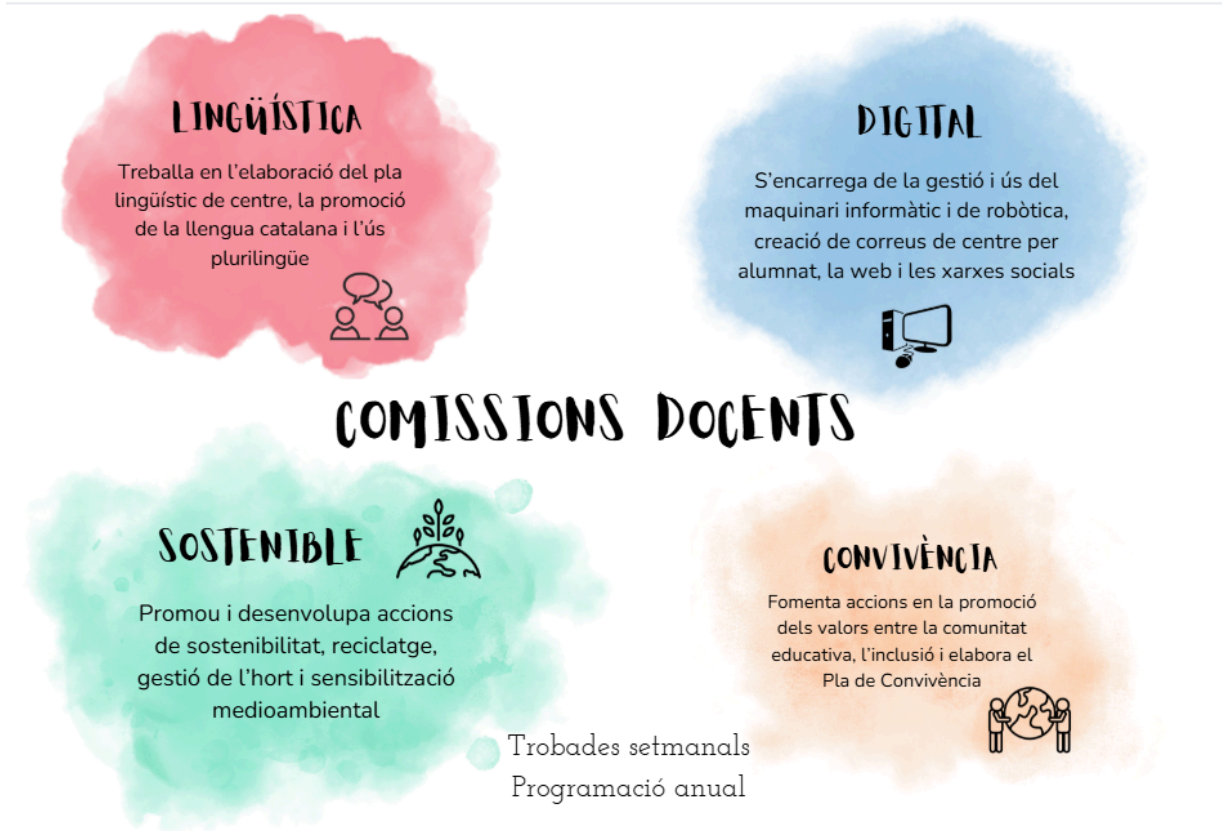 LINGÜÍSTICA
Treballa en l'elaboració del pla
lingüístic de centre, la promoció
de la llengua catalana i l'ús
plurilingüe
DIGITAL
S'encarrega de la gestió i ús del
maquinari informàtic i de robòtica,
creació de correus de centre per
alumnat, la web i les xarxes socials
COMISSIONS DOCENTS
SOSTENIBLE
Promou i desenvolupa accions
de sostenibilitat, reciclatge,
gestió de l'hort i sensibilització
medioambiental
CONVIVÈNCIA
Fomenta accions en la promoció
dels valors entre la comunitat
educativa, l'inclusió i elabora el
Pla de Convivència
Trobades setmanals
Programació anual